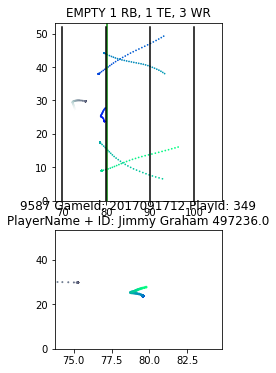 EMPTY 1 RB, 1 TE, 3 WR
50
40
30
20
10
0
70 80 90 100
9587 GameId: 2017091712 PlayId: 349
PlayerName + ID: Jimmy Graham 497236.0
40
20
0
75.0 77.5 80.0 82.5